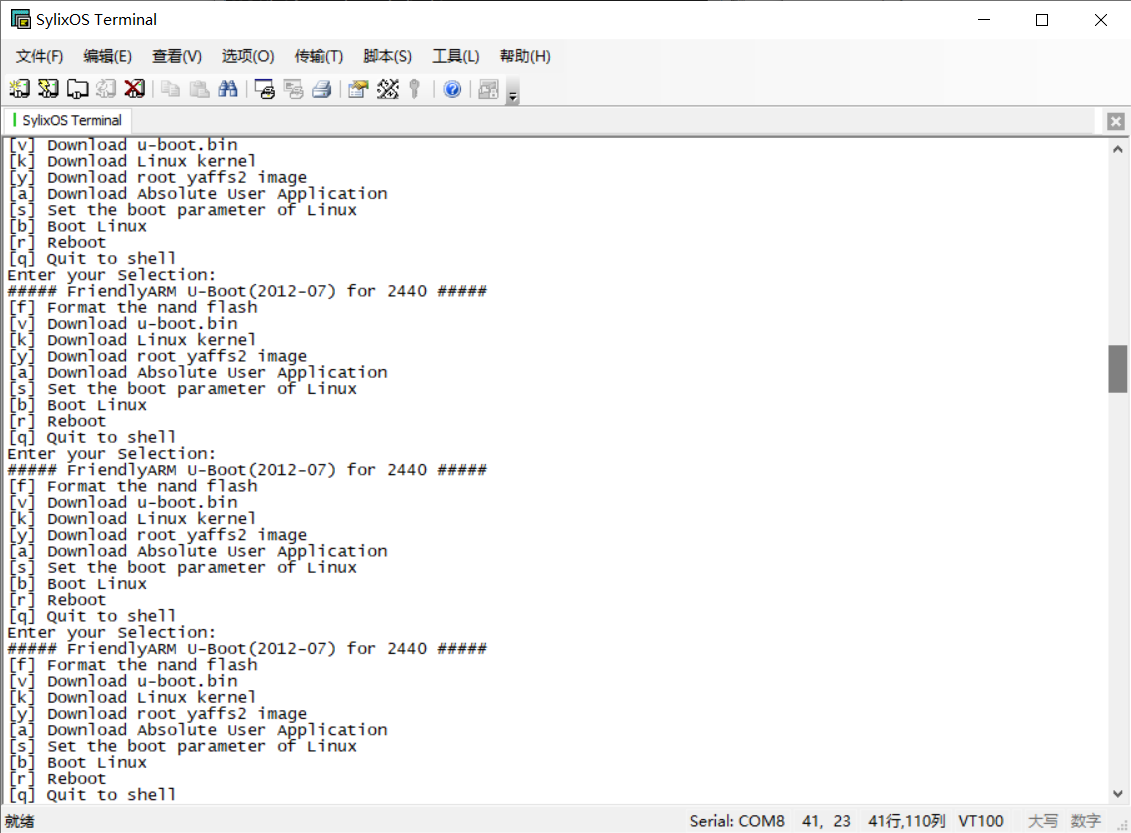 SylixOS Terminal
文件(F) 编辑(E) 查看(V) 选项(O) 传输(T) 脚本(S) 工具(L) 帮助(H)
SylixOS Terminal
[v] Download u-boot.bin
[k] Download Linux kernel
[y] Download root yaffs2 image
[a] Download Absolute User Application
[s] Set the boot parameter of Linux
[b] Boot Linux
[r] Reboot
[q] Quit to shell
Enter your Selection:
##### FriendlyARM U-Boot(2012-07) for 2440 #####
[f] Format the nand flash
[v] Download u-boot.bin
[k] Download Linux kernel
[y] Download root yaffs2 image
[a] Download Absolute User Application
[s] Set the boot parameter of Linux
[b] Boot Linux
[r] Reboot
[q] Quit to shell
Enter your Selection:
##### FriendlyARM U-Boot(2012-07) for 2440 #####
[f] Format the nand flash
[v] Download u-boot.bin
[k] Download Linux kernel
[y] Download root yaffs2 image
[a] Download Absolute User Application
[s] Set the boot parameter of Linux
[b] Boot Linux
[r] Reboot
[q] Quit to shell
Enter your Selection:
##### FriendlyARM U-Boot(2012-07) for 2440 #####
[f] Format the nand flash
[v] Download u-boot.bin
[k] Download Linux kernel
[y] Download root yaffs2 image
[a] Download Absolute User Application
[s] Set the boot parameter of Linux
[b] Boot Linux
[r] Reboot
[q] Quit to shell
就绪 Serial: COM8 41, 23 41行,110列 VT100 大写 数字